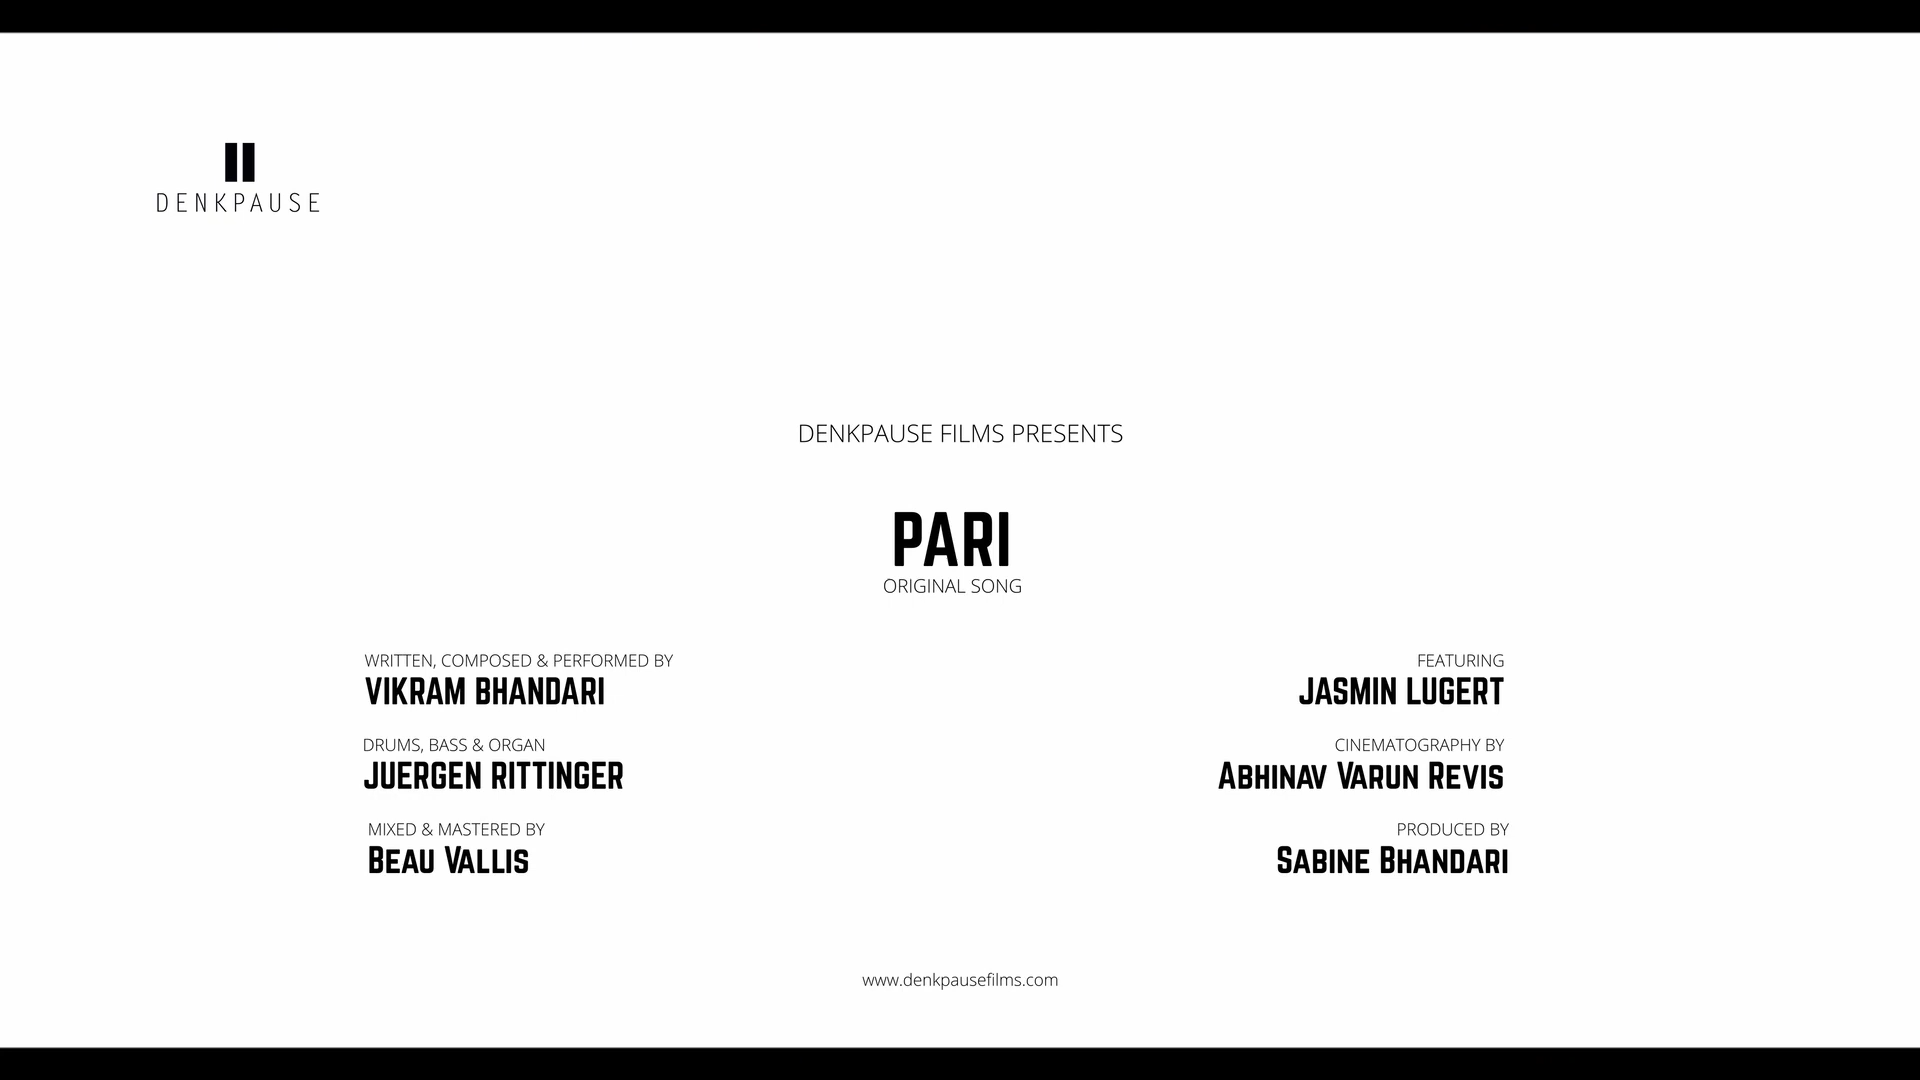 DENKPAUSE
DENKPAUSE FILMS PRESENTS
PARI
ORIGINAL SONG
WRITTEN, COMPOSED & PERFORMED BY
VIKRAM BHANDARI
DRUMS, BASS & ORGAN
JUERGEN RITTINGER
MIXED & MASTERED BY
BEAU VALLIS
FEATURING
JASMIN LUGERT
CINEMATOGRAPHY BY
ABHINAV VARUN REVIS
PRODUCED BY
SABINE BHANDARI
www.denkpausefilms.com